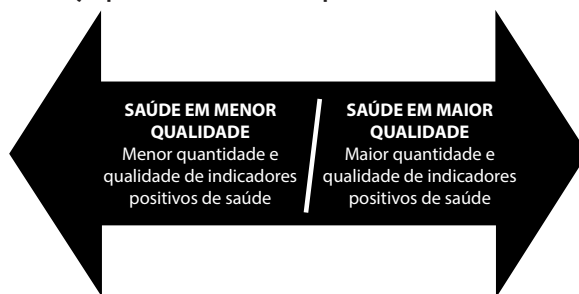 SAÚDE EM MENOR
QUALIDADE
Menor quantidade e
qualidade de indicadores
positivos de saúde
SAÚDE EM MAIOR
QUALIDADE
Maior quantidade e
qualidade de indicadores
positivos de saúde